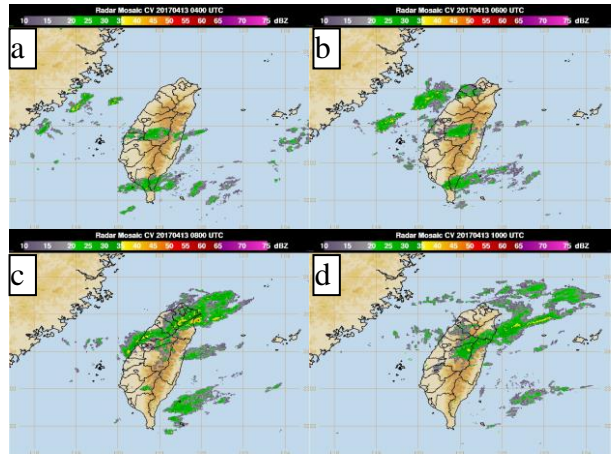 Radar Mosaic CV 20170413 0400 UTC
10 15 20 25 30 35 40 45 50 55 60 65 70 75 dBZ
a
Radar Mosaic CV 20170413 0600 UTC
10 15 20 25 30 35 40 45 50 55 60 65 70 75 dBZ
b
Radar Mosaic CV 20170413 0800 UTC
10 15 20 25 30 35 40 45 50 55 60 65 70 75 dBZ
c
Radar Mosaic CV 20170413 1000 UTC
10 15 20 25 30 35 40 45 50 55 60 65 70 75 dBZ
d